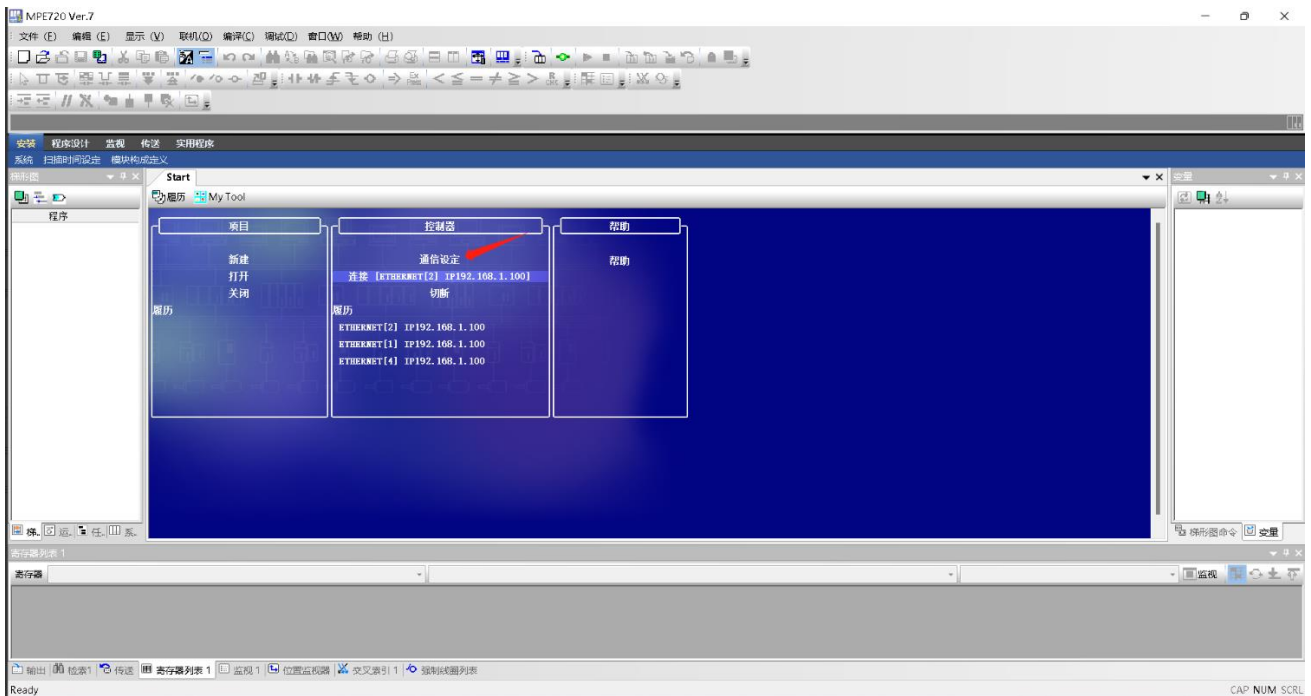 MPE720 Ver.7
文件 (F) 编辑 (E) 显示 (V) 联机(O) 编译(C) 调试(D) 窗口(W) 帮助 (H)
安装 程序设计 监视 传送 实用程序
系统 扫描时间设定 模块构成定义
梯形图
Start
变量
履历 My Tool
程序
项目 控制器 帮助
新建 通信设定 帮助
打开 连接 [ETHERNET[2] IP192.168.1.100]
关闭 切断
履历 履历
ETHERNET[2] IP192.168.1.100
ETHERNET[1] IP192.168.1.100
ETHERNET[4] IP192.168.1.100
梯. 运. 任. 系.
梯形图命令 变量
寄存器列表 1
寄存器
监视
输出 检索1 传送 寄存器列表 1 监视 1 位置监视器 交叉索引 1 强制线圈列表
Ready
CAP NUM SCRL